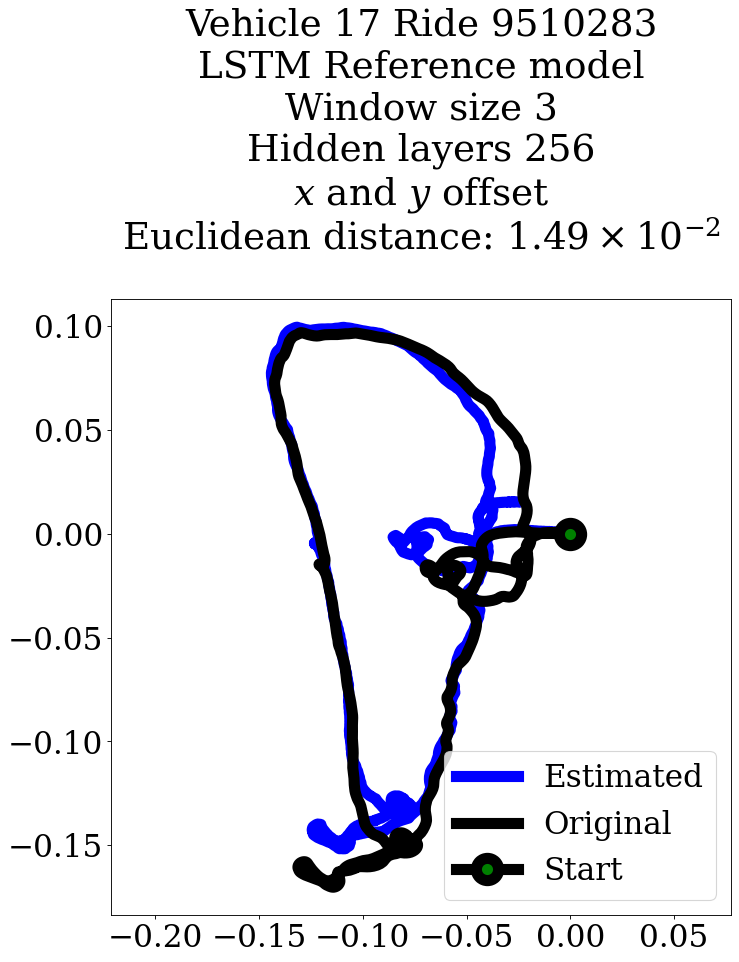 Vehicle 17 Ride 9510283
LSTM Reference model
Window size 3
Hidden layers 256
x and y offset
Euclidean distance: 1.49 × 10⁻²
0.10
0.05
0.00
−0.05
−0.10
−0.15
Estimated
Original
Start
−0.20 −0.15 −0.10 −0.05 0.00 0.05